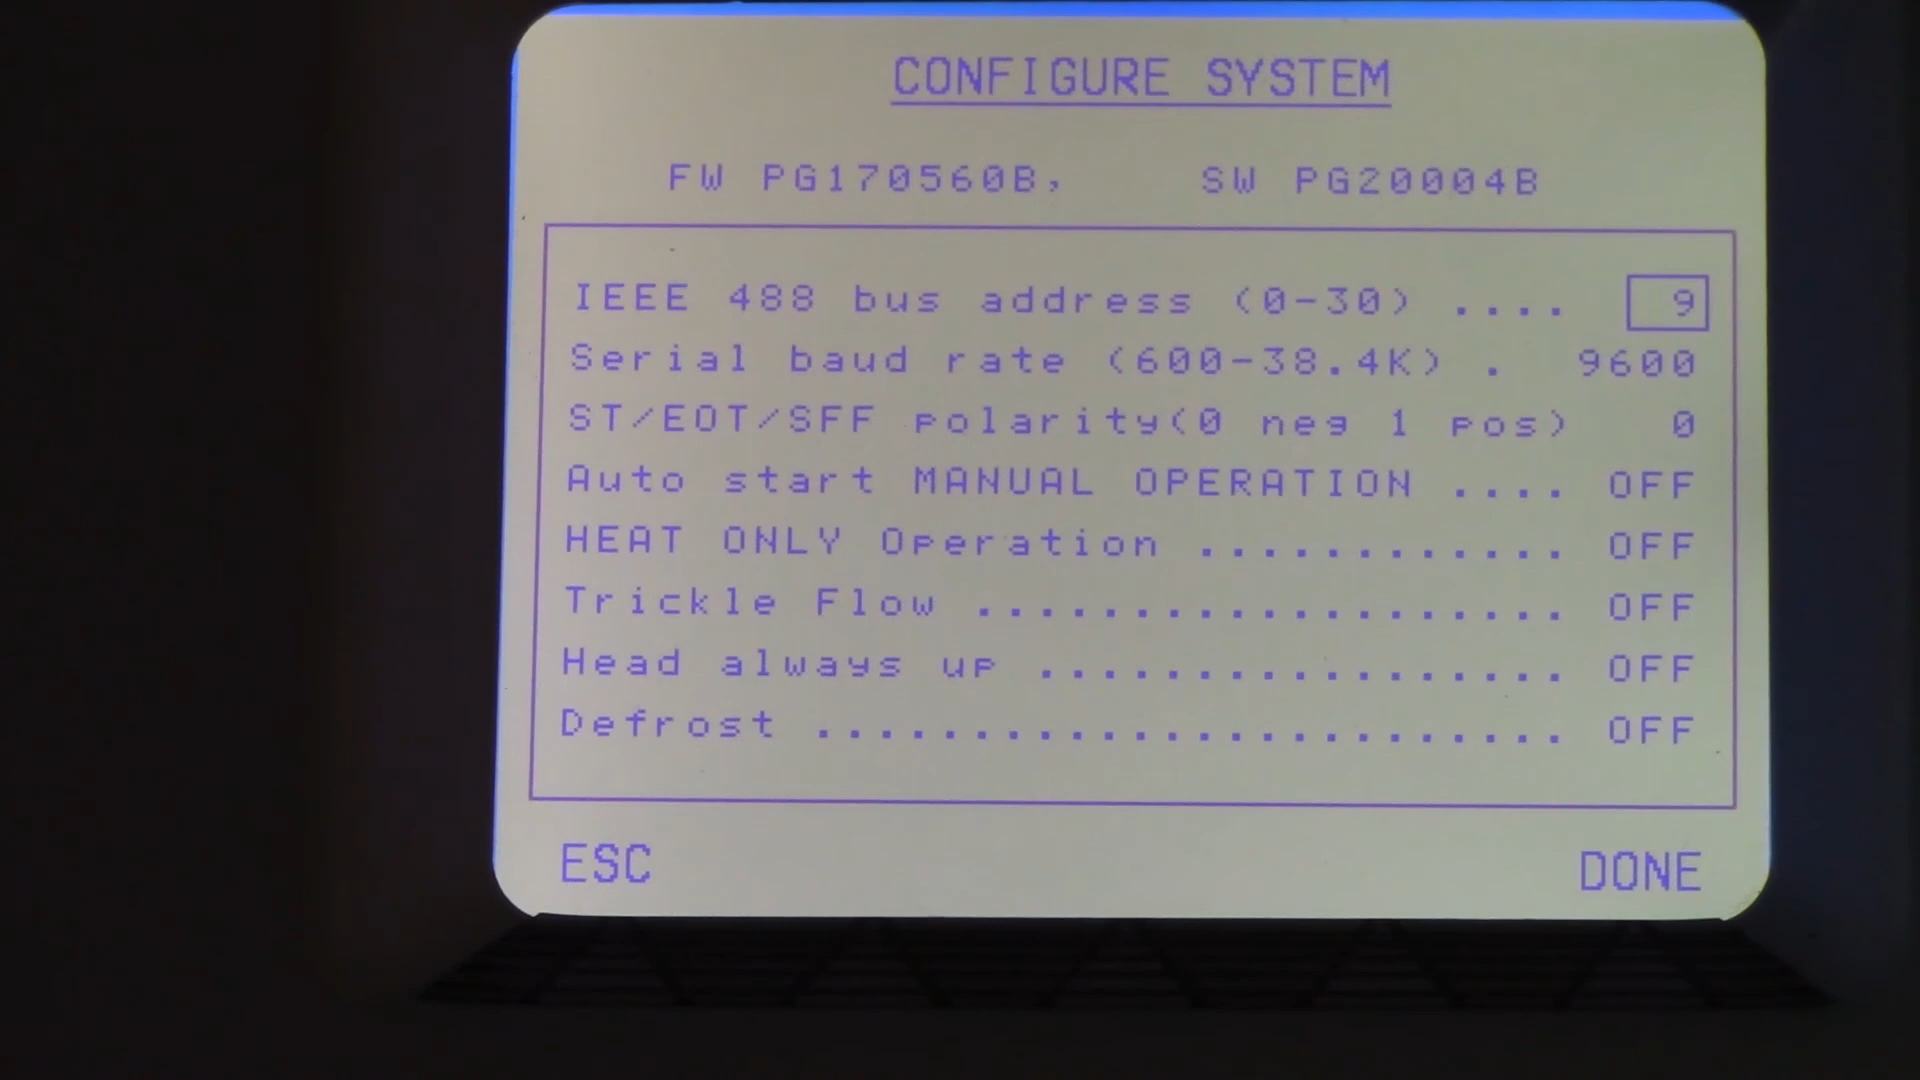 CONFIGURE SYSTEM
FW PG170560B, SW PG20004B
IEEE 488 bus address (0-30) .... 9
Serial baud rate (600-38.4K) . 9600
ST/EOT/SFF polarity(0 neg 1 pos) 0
Auto start MANUAL OPERATION .... OFF
HEAT ONLY Operation ............ OFF
Trickle Flow ................... OFF
Head always up ................. OFF
Defrost ........................ OFF
ESC DONE